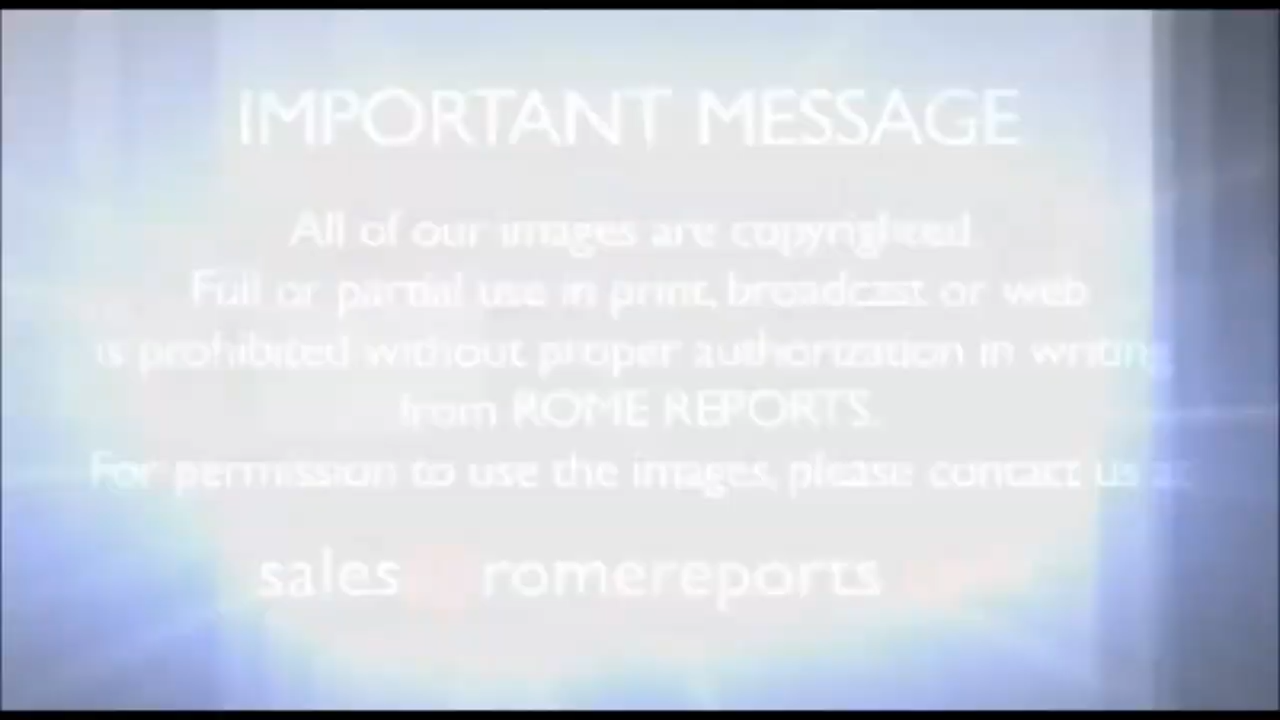 IMPORTANT MESSAGE
All of our images are copyrighted.
Full or partial use in print, broadcast or web
is prohibited without proper authorization in writing
from ROME REPORTS.
For permission to use the images, please contact us at
sales romereports